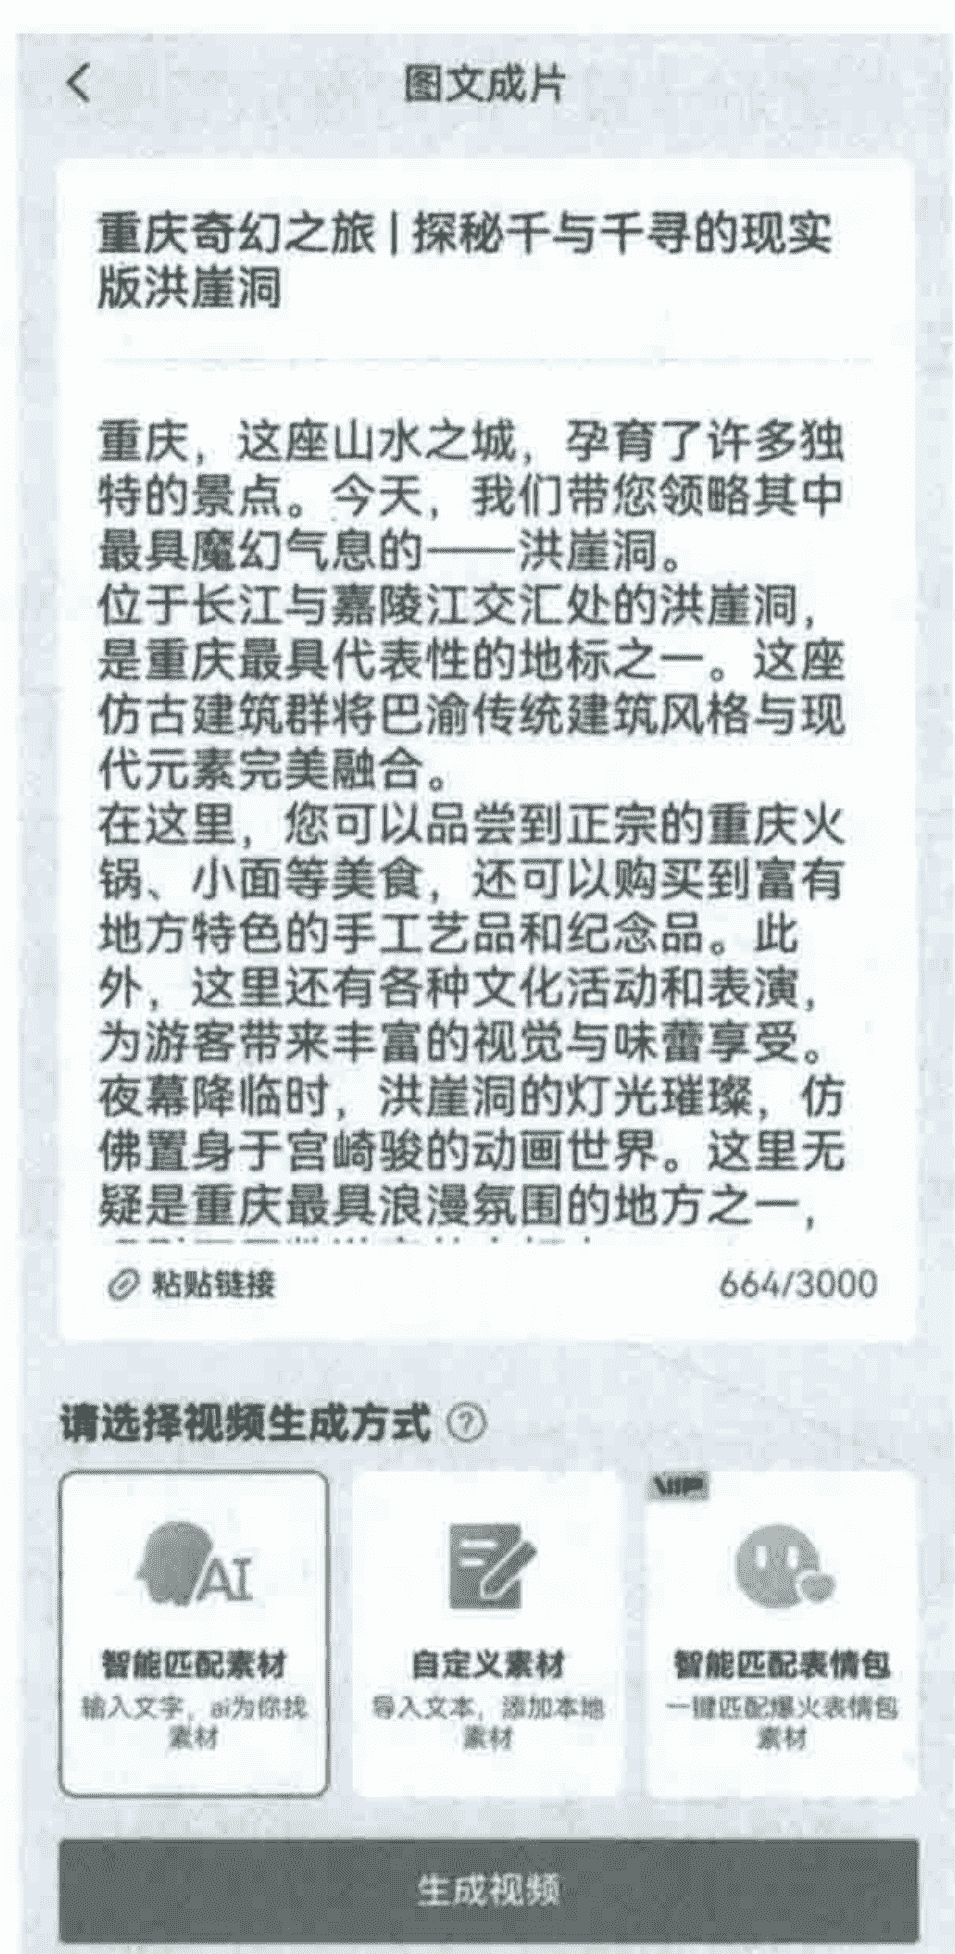 图文成片
重庆奇幻之旅 | 探秘千与千寻的现实
版洪崖洞
重庆，这座山水之城，孕育了许多独
特的景点。今天，我们带您领略其中
最具魔幻气息的——洪崖洞。
位于长江与嘉陵江交汇处的洪崖洞，
是重庆最具代表性的地标之一。这座
仿古建筑群将巴渝传统建筑风格与现
代元素完美融合。
在这里，您可以品尝到正宗的重庆火
锅、小面等美食，还可以购买到富有
地方特色的手工艺品和纪念品。此
外，这里还有各种文化活动和表演，
为游客带来丰富的视觉与味蕾享受。
夜幕降临时，洪崖洞的灯光璀璨，仿
佛置身于宫崎骏的动画世界。这里无
疑是重庆最具浪漫氛围的地方之一，
粘贴链接 664/3000
请选择视频生成方式 ?
VIP
AI
智能匹配素材 自定义素材 智能匹配表情包
输入文字，ai为你找 导入文本，添加本地 一键匹配爆火表情包
素材 素材 素材
生成视频